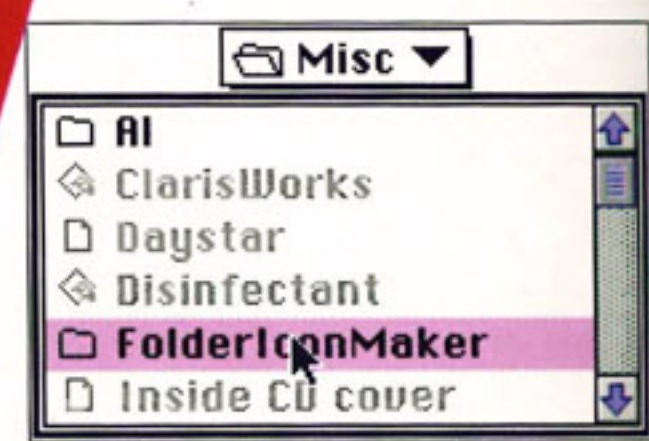 Misc
AI
ClarisWorks
Daystar
Disinfectant
FolderIconMaker
Inside CD cover